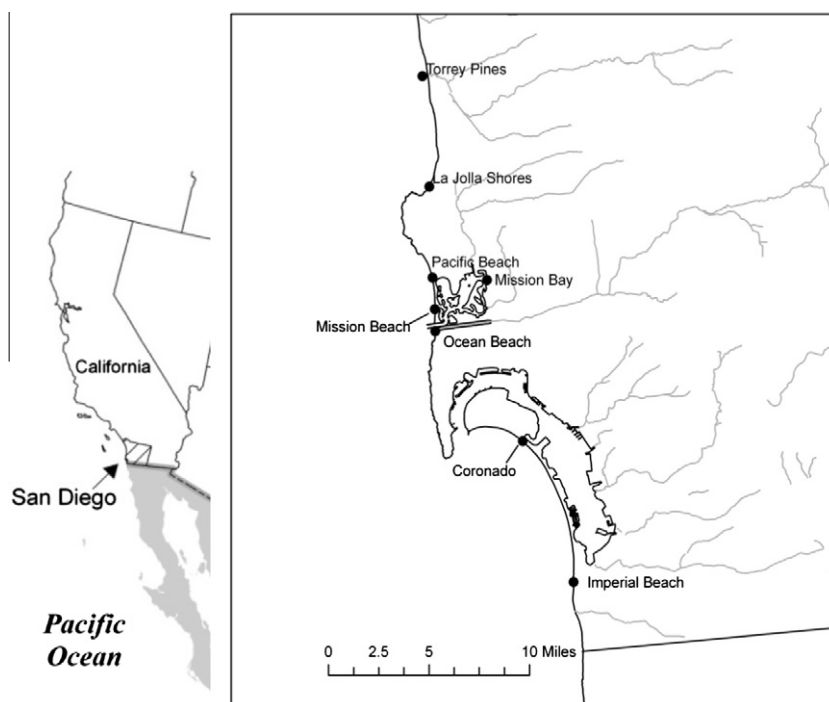 California
San Diego
Pacific
Ocean
Torrey Pines
La Jolla Shores
Pacific Beach
Mission Bay
Mission Beach
Ocean Beach
Coronado
Imperial Beach
0 2.5 5 10 Miles